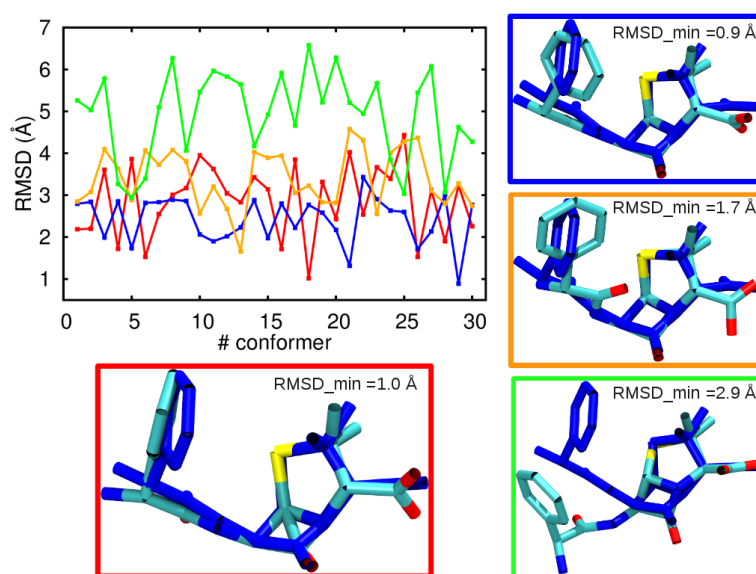 7
6
5
4
3
2
1
RMSD (Å)
0 5 10 15 20 25 30
# conformer
RMSD_min =0.9 Å
RMSD_min =1.7 Å
RMSD_min =1.0 Å
RMSD_min =2.9 Å